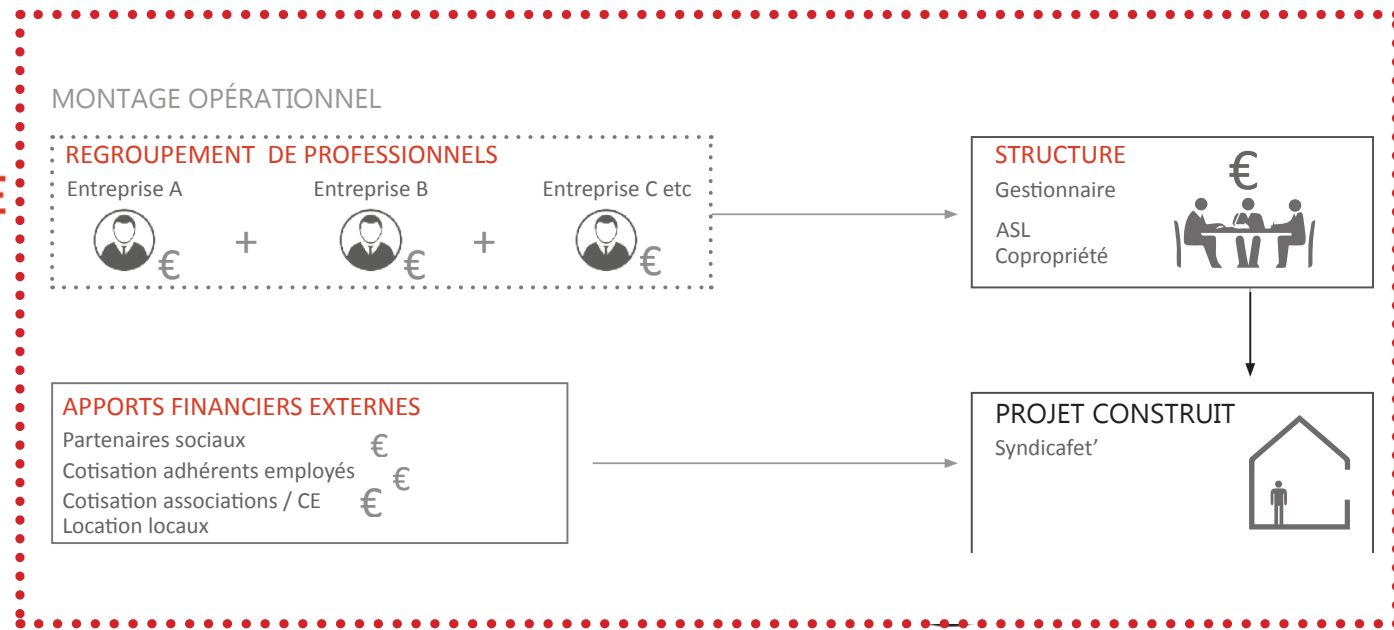 MONTAGE OPÉRATIONNEL
REGROUPEMENT DE PROFESSIONNELS
Entreprise A
Entreprise B
Entreprise C etc
€
+
€
+
€
STRUCTURE
Gestionnaire
ASL
Copropriété
€
APPORTS FINANCIERS EXTERNES
Partenaires sociaux €
Cotisation adhérents employés €
Cotisation associations / CE €
Location locaux
PROJET CONSTRUIT
Syndicafet’